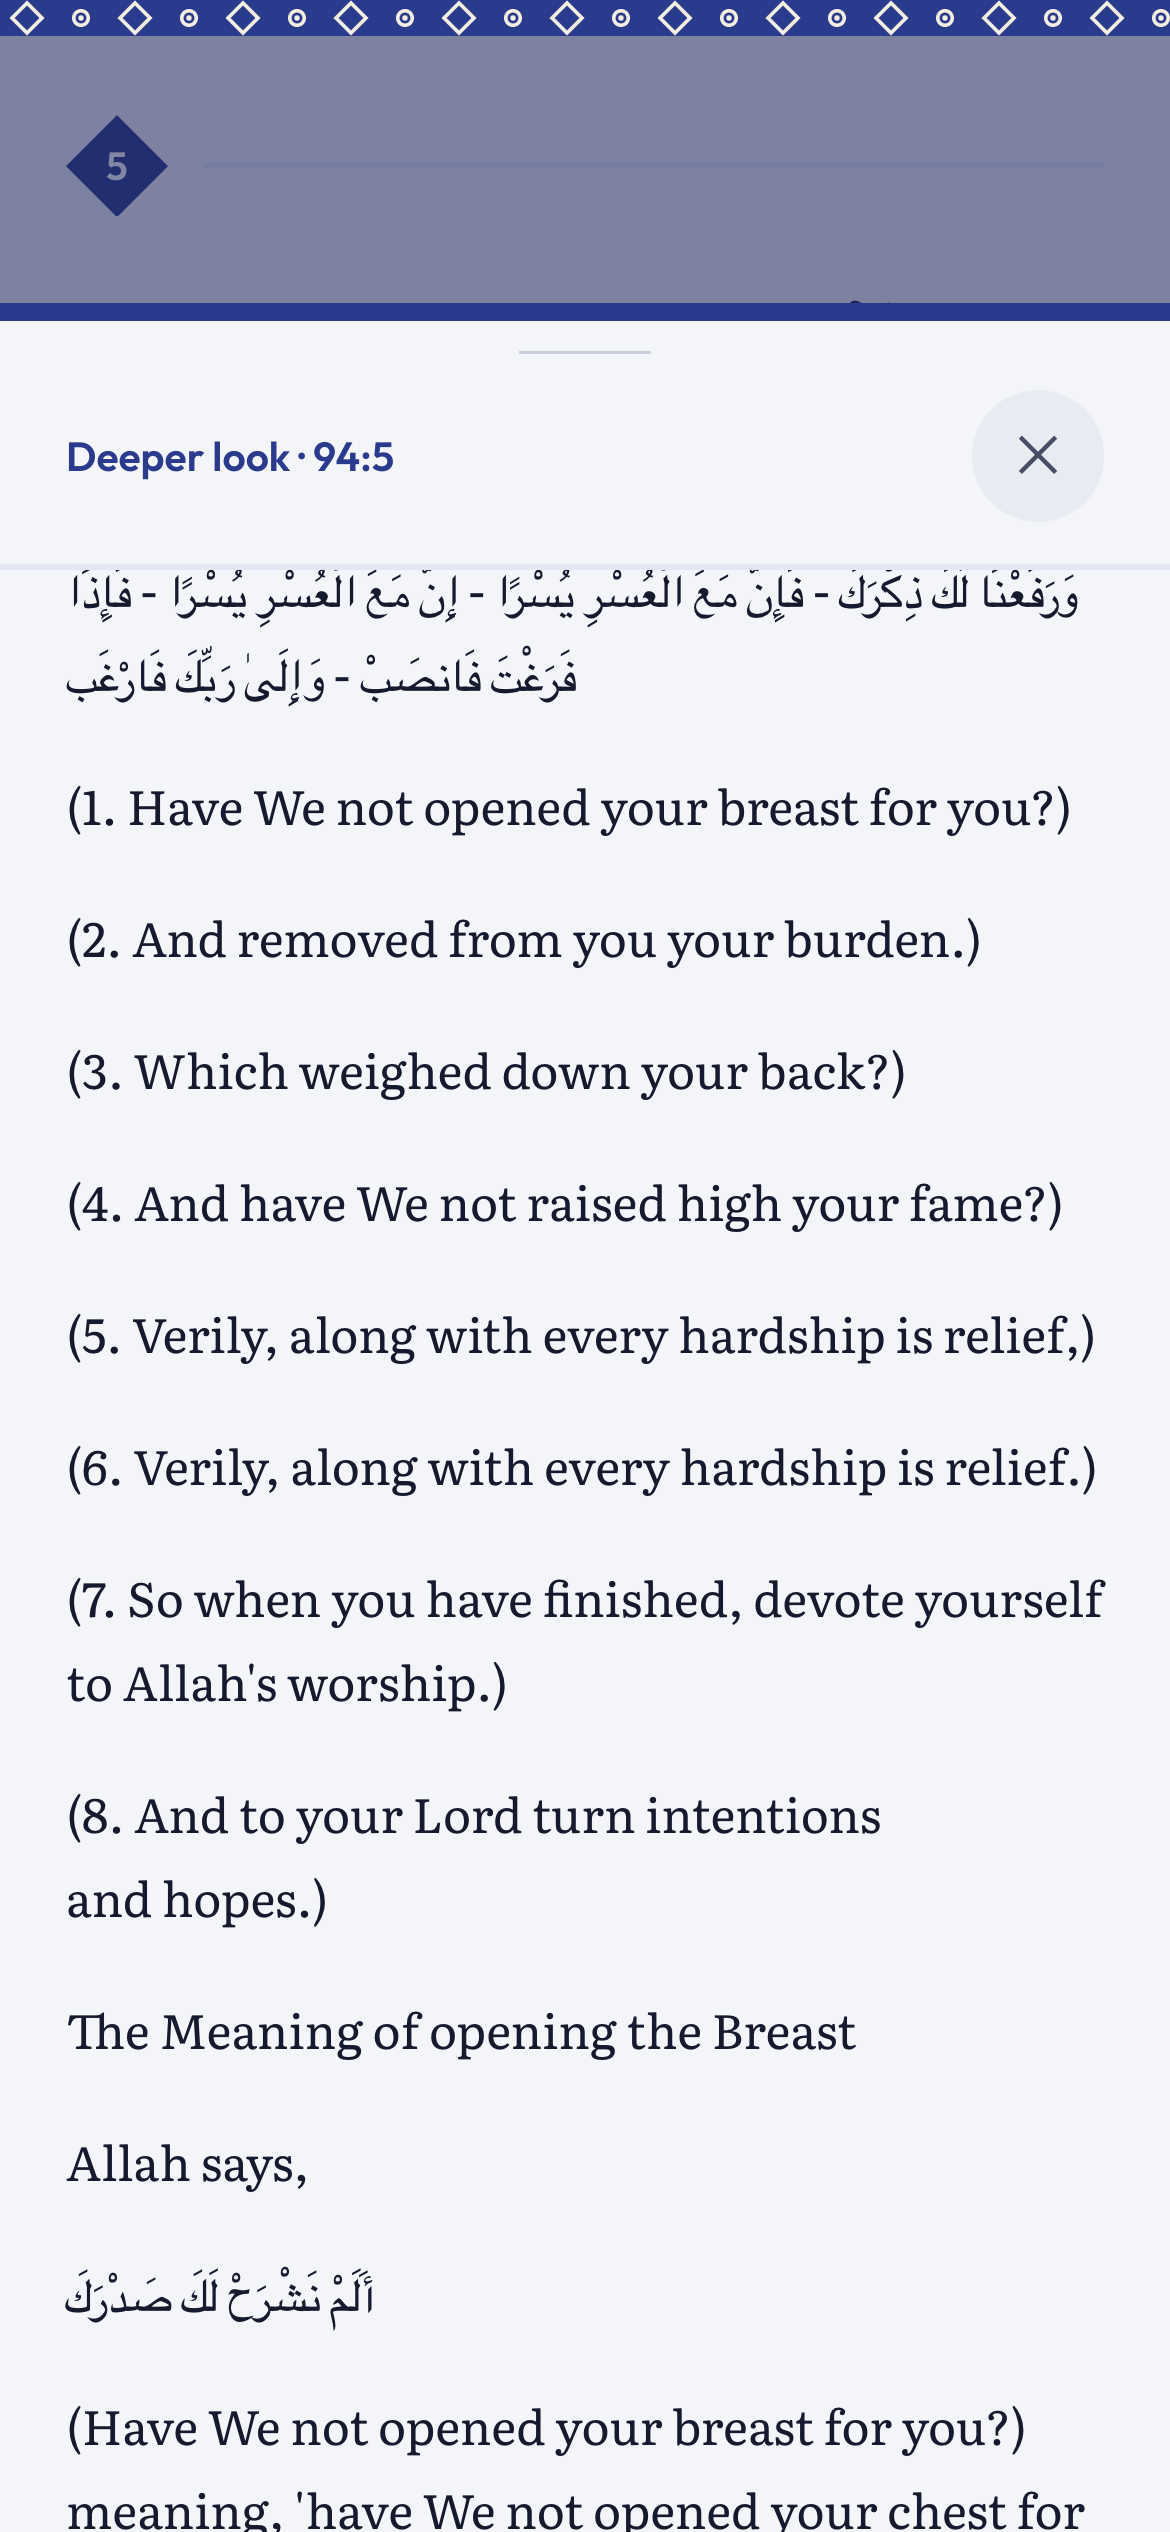 5
Deeper look · 94:5
وَرَفَعْنَا لَكَ ذِكْرَكَ - فَإِنَّ مَعَ الْعُسْرِ يُسْرًا - إِنَّ مَعَ الْعُسْرِ يُسْرًا - فَإِذَا
فَرَغْتَ فَانصَبْ - وَإِلَىٰ رَبِّكَ فَارْغَب
(1. Have We not opened your breast for you?)
(2. And removed from you your burden.)
(3. Which weighed down your back?)
(4. And have We not raised high your fame?)
(5. Verily, along with every hardship is relief,)
(6. Verily, along with every hardship is relief.)
(7. So when you have finished, devote yourself
to Allah's worship.)
(8. And to your Lord turn intentions
and hopes.)
The Meaning of opening the Breast
Allah says,
أَلَمْ نَشْرَحْ لَكَ صَدْرَكَ
(Have We not opened your breast for you?)
meaning, 'have We not opened your chest for